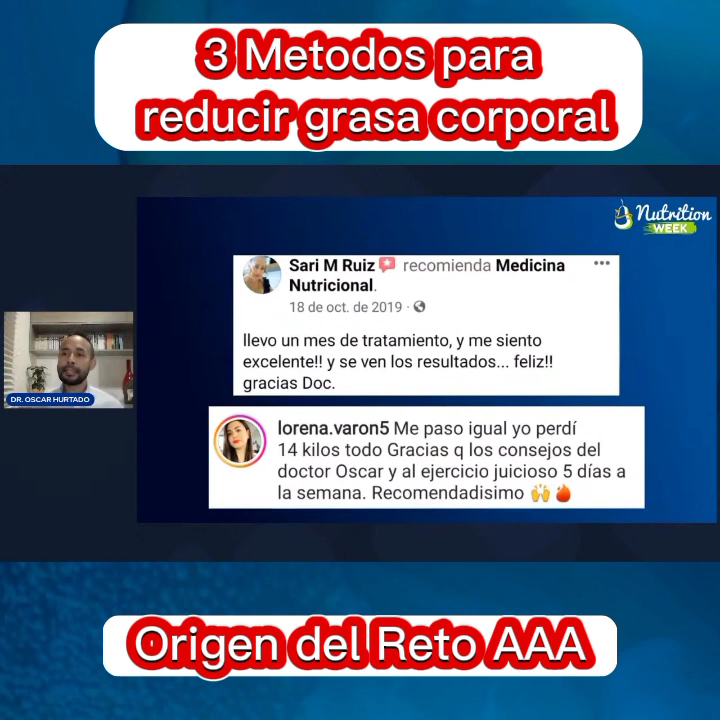 3 Metodos para
reducir grasa corporal
Nutrition
WEEK
Sari M Ruiz recomienda Medicina
Nutricional.
18 de oct. de 2019 ·
llevo un mes de tratamiento, y me siento
excelente!! y se ven los resultados... feliz!!
gracias Doc.
DR. OSCAR HURTADO
lorena.varon5 Me paso igual yo perdí
14 kilos todo Gracias q los consejos del
doctor Oscar y al ejercicio juicioso 5 días a
la semana. Recomendadisimo 🙌🔥
Origen del Reto AAA